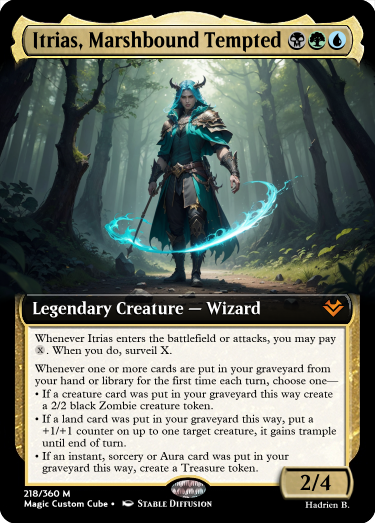 Itrias, Marshbound Tempted
Legendary Creature — Wizard
Whenever Itrias enters the battlefield or attacks, you may pay
X. When you do, surveil X.
Whenever one or more cards are put in your graveyard from
your hand or library for the first time each turn, choose one—
• If a creature card was put in your graveyard this way create
a 2/2 black Zombie creature token.
• If a land card was put in your graveyard this way, put a
+1/+1 counter on up to one target creature, it gains trample
until end of turn.
• If an instant, sorcery or Aura card was put in your
graveyard this way, create a Treasure token.
2/4
218/360 M
Magic Custom Cube • Stable Diffusion
Hadrien B.